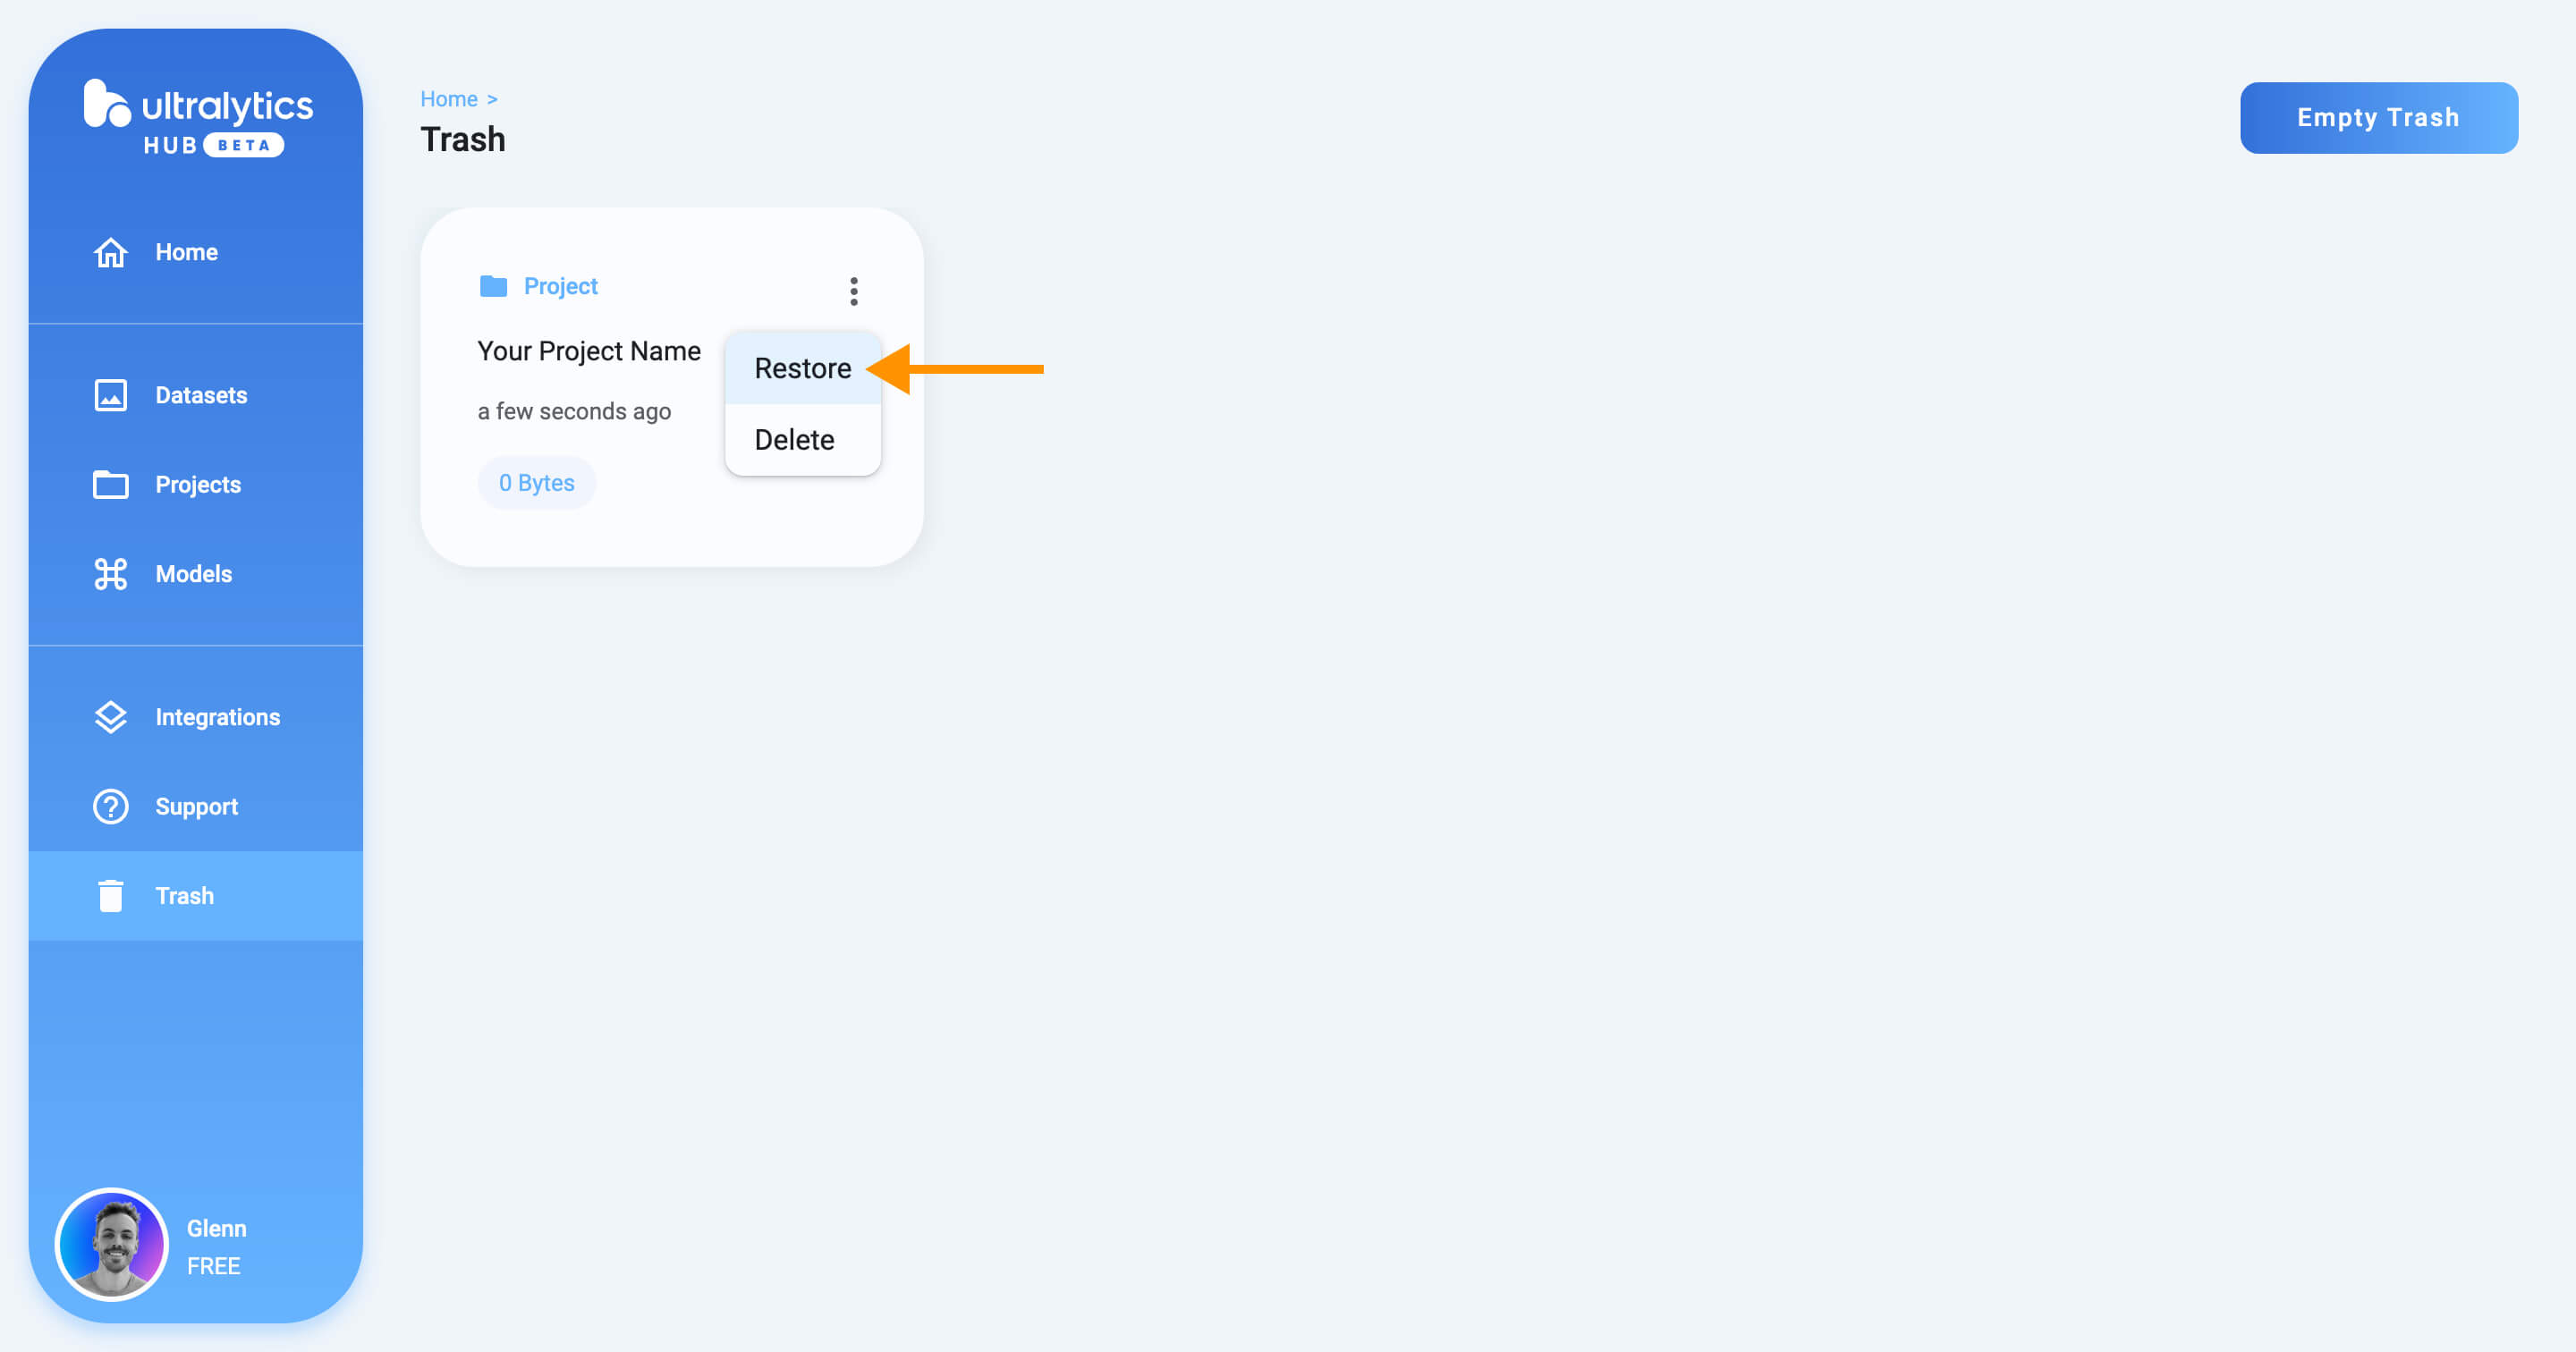 ultralytics
HUB BETA
Home
Datasets
Projects
Models
Integrations
Support
Trash
Glenn
FREE
Home >
Trash
Empty Trash
Project
Your Project Name
a few seconds ago
0 Bytes
Restore
Delete